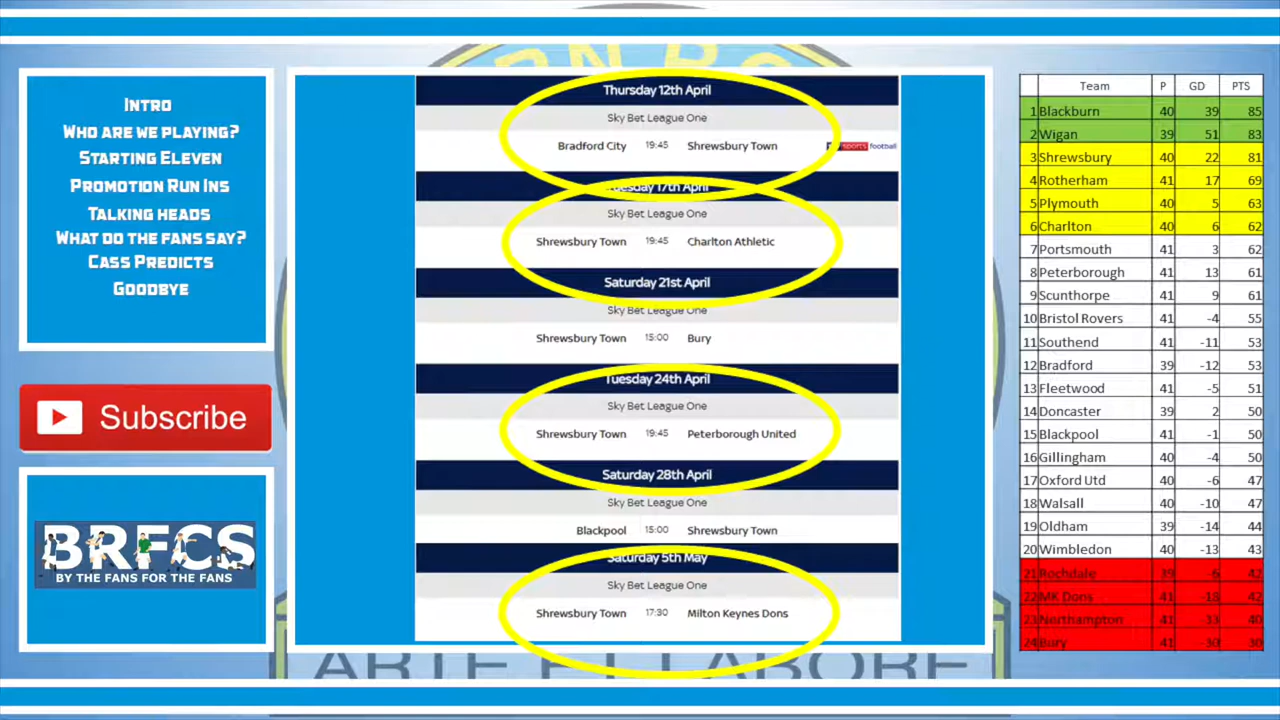 INTRO
WHO ARE WE PLAYING?
STARTING ELEVEN
PROMOTION RUN INS
TALKING HEADS
WHAT DO THE FANS SAY?
CASS PREDICTS
GOODBYE
Subscribe
BRFCS
BY THE FANS FOR THE FANS
Thursday 12th April
Sky Bet League One
Bradford City 19:45 Shrewsbury Town sports football
Tuesday 17th April
Sky Bet League One
Shrewsbury Town 19:45 Charlton Athletic
Saturday 21st April
Sky Bet League One
Shrewsbury Town 15:00 Bury
Tuesday 24th April
Sky Bet League One
Shrewsbury Town 19:45 Peterborough United
Saturday 28th April
Sky Bet League One
Blackpool 15:00 Shrewsbury Town
Saturday 5th May
Sky Bet League One
Shrewsbury Town 17:30 Milton Keynes Dons
ARTE ET LABORE
Team P GD PTS
1 Blackburn 40 39 85
2 Wigan 39 51 83
3 Shrewsbury 40 22 81
4 Rotherham 41 17 69
5 Plymouth 40 5 63
6 Charlton 40 6 62
7 Portsmouth 41 3 62
8 Peterborough 41 13 61
9 Scunthorpe 41 9 61
10 Bristol Rovers 41 -4 55
11 Southend 41 -11 53
12 Bradford 39 -12 53
13 Fleetwood 41 -5 51
14 Doncaster 39 2 50
15 Blackpool 41 -1 50
16 Gillingham 40 -4 50
17 Oxford Utd 40 -6 47
18 Walsall 40 -10 47
19 Oldham 39 -14 44
20 Wimbledon 40 -13 43
21 Rochdale 39 -6 42
22 MK Dons 41 -18 42
23 Northampton 41 -33 40
24 Bury 41 -30 30